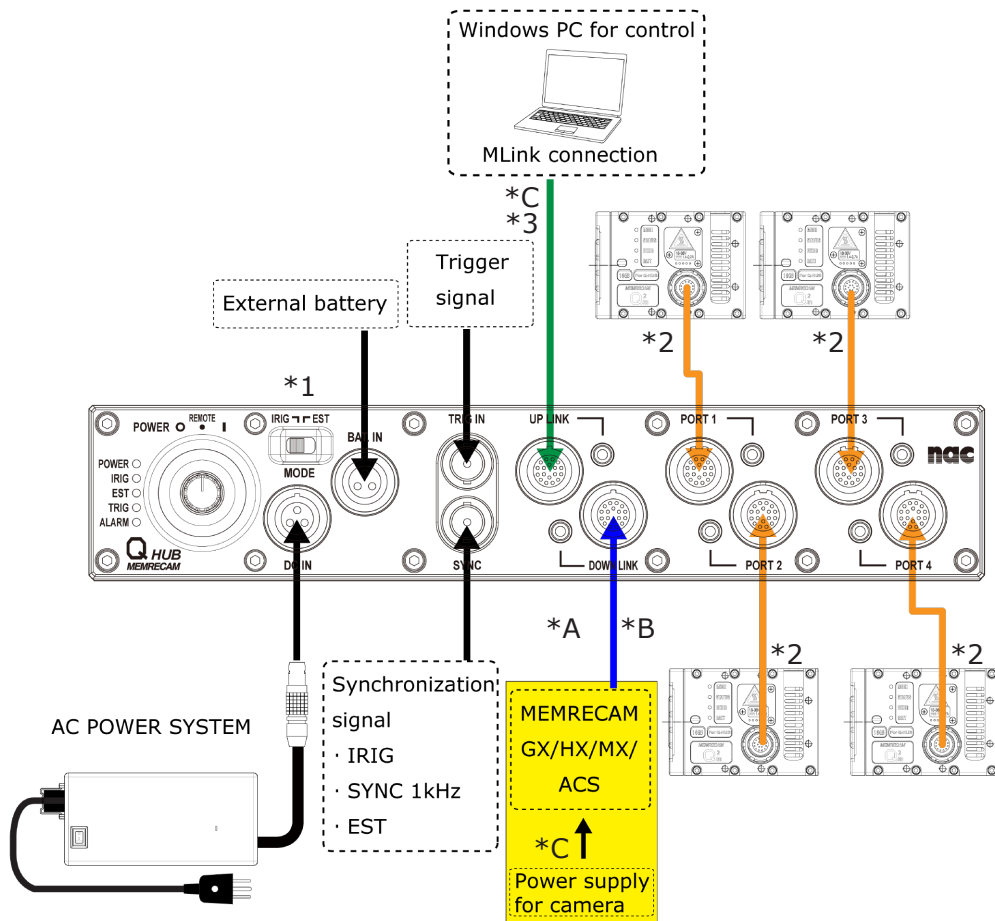 Windows PC for control
MLink connection
*C
*3
Trigger
signal
External battery
*2
*2
*1
POWER O REMOTE I
IRIG EST
MODE
BAT IN
TRIG IN
UP LINK
PORT 1
PORT 3
nac
POWER
IRIG
EST
TRIG
ALARM
Q HUB
MEMRECAM
DC IN
SYNC
DOWN LINK
PORT 2
PORT 4
*A
*B
*2
*2
AC POWER SYSTEM
Synchronization
signal
· IRIG
· SYNC 1kHz
· EST
MEMRECAM
GX/HX/MX/
ACS
*C
Power supply
for camera